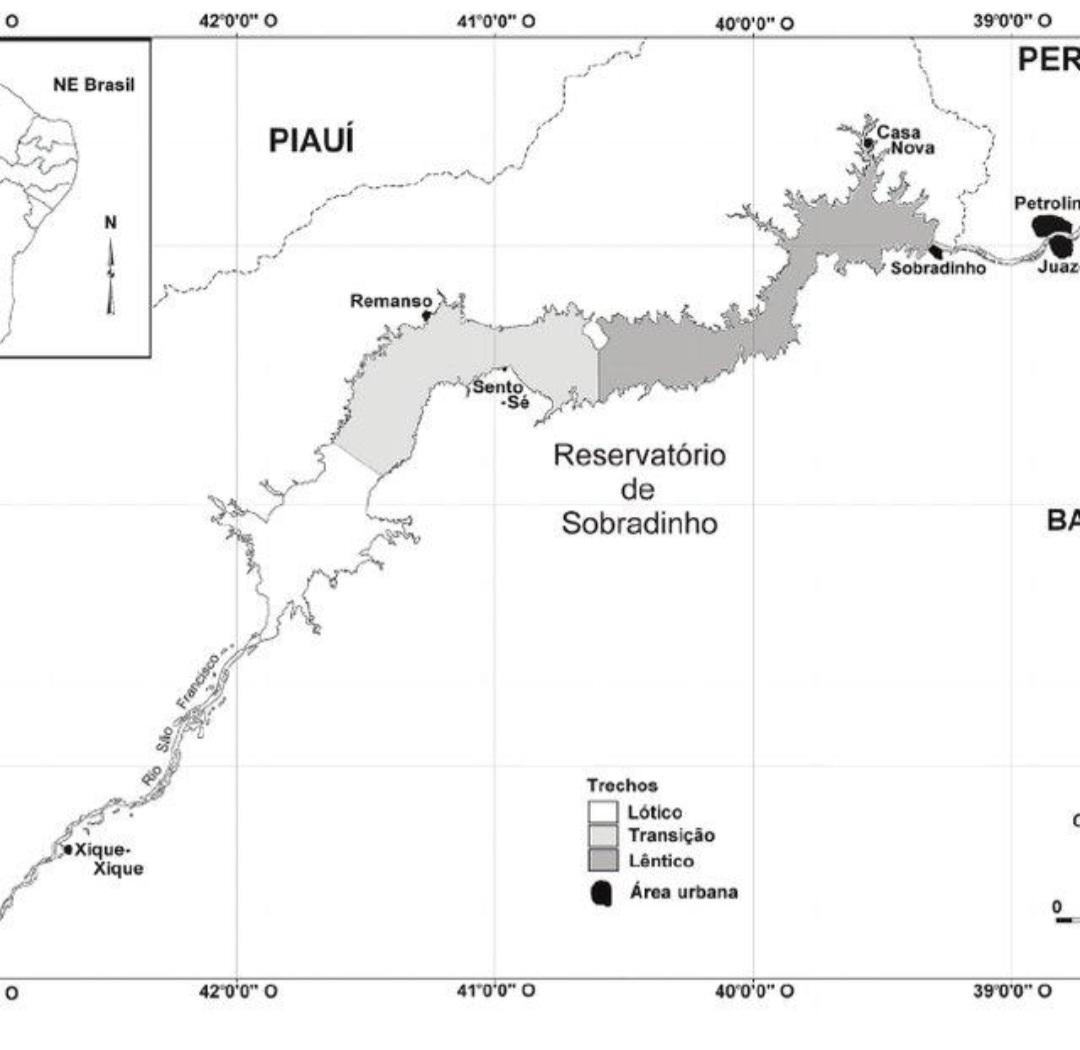 O 42°0'0" O 41°0'0" O 40°0'0" O 39°0'0" O
PER
NE Brasil
PIAUÍ
Casa
Nova
N
Petrolin
Sobradinho
Juaz
Remanso
Sento
-Sé
Reservatório
de
Sobradinho
BA
Rio São Francisco
Trechos
Lótico
Transição
Lêntico
Área urbana
Xique-
Xique
0
O 42°0'0" O 41°0'0" O 40°0'0" O 39°0'0" O